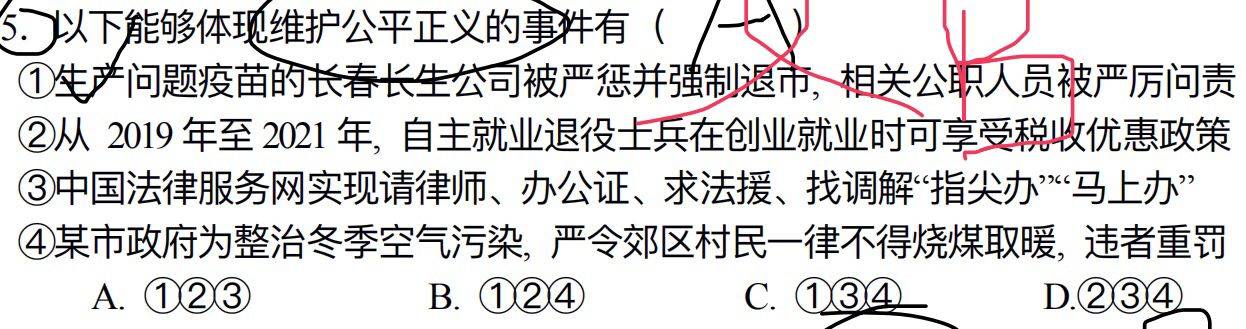 5. 以下能够体现维护公平正义的事件有（ ）
①生产问题疫苗的长春长生公司被严惩并强制退市, 相关公职人员被严厉问责
②从 2019 年至 2021 年, 自主就业退役士兵在创业就业时可享受税收优惠政策
③中国法律服务网实现请律师、办公证、求法援、找调解“指尖办”“马上办”
④某市政府为整治冬季空气污染, 严令郊区村民一律不得烧煤取暖, 违者重罚
A. ①②③ B. ①②④ C. ①③④ D.②③④